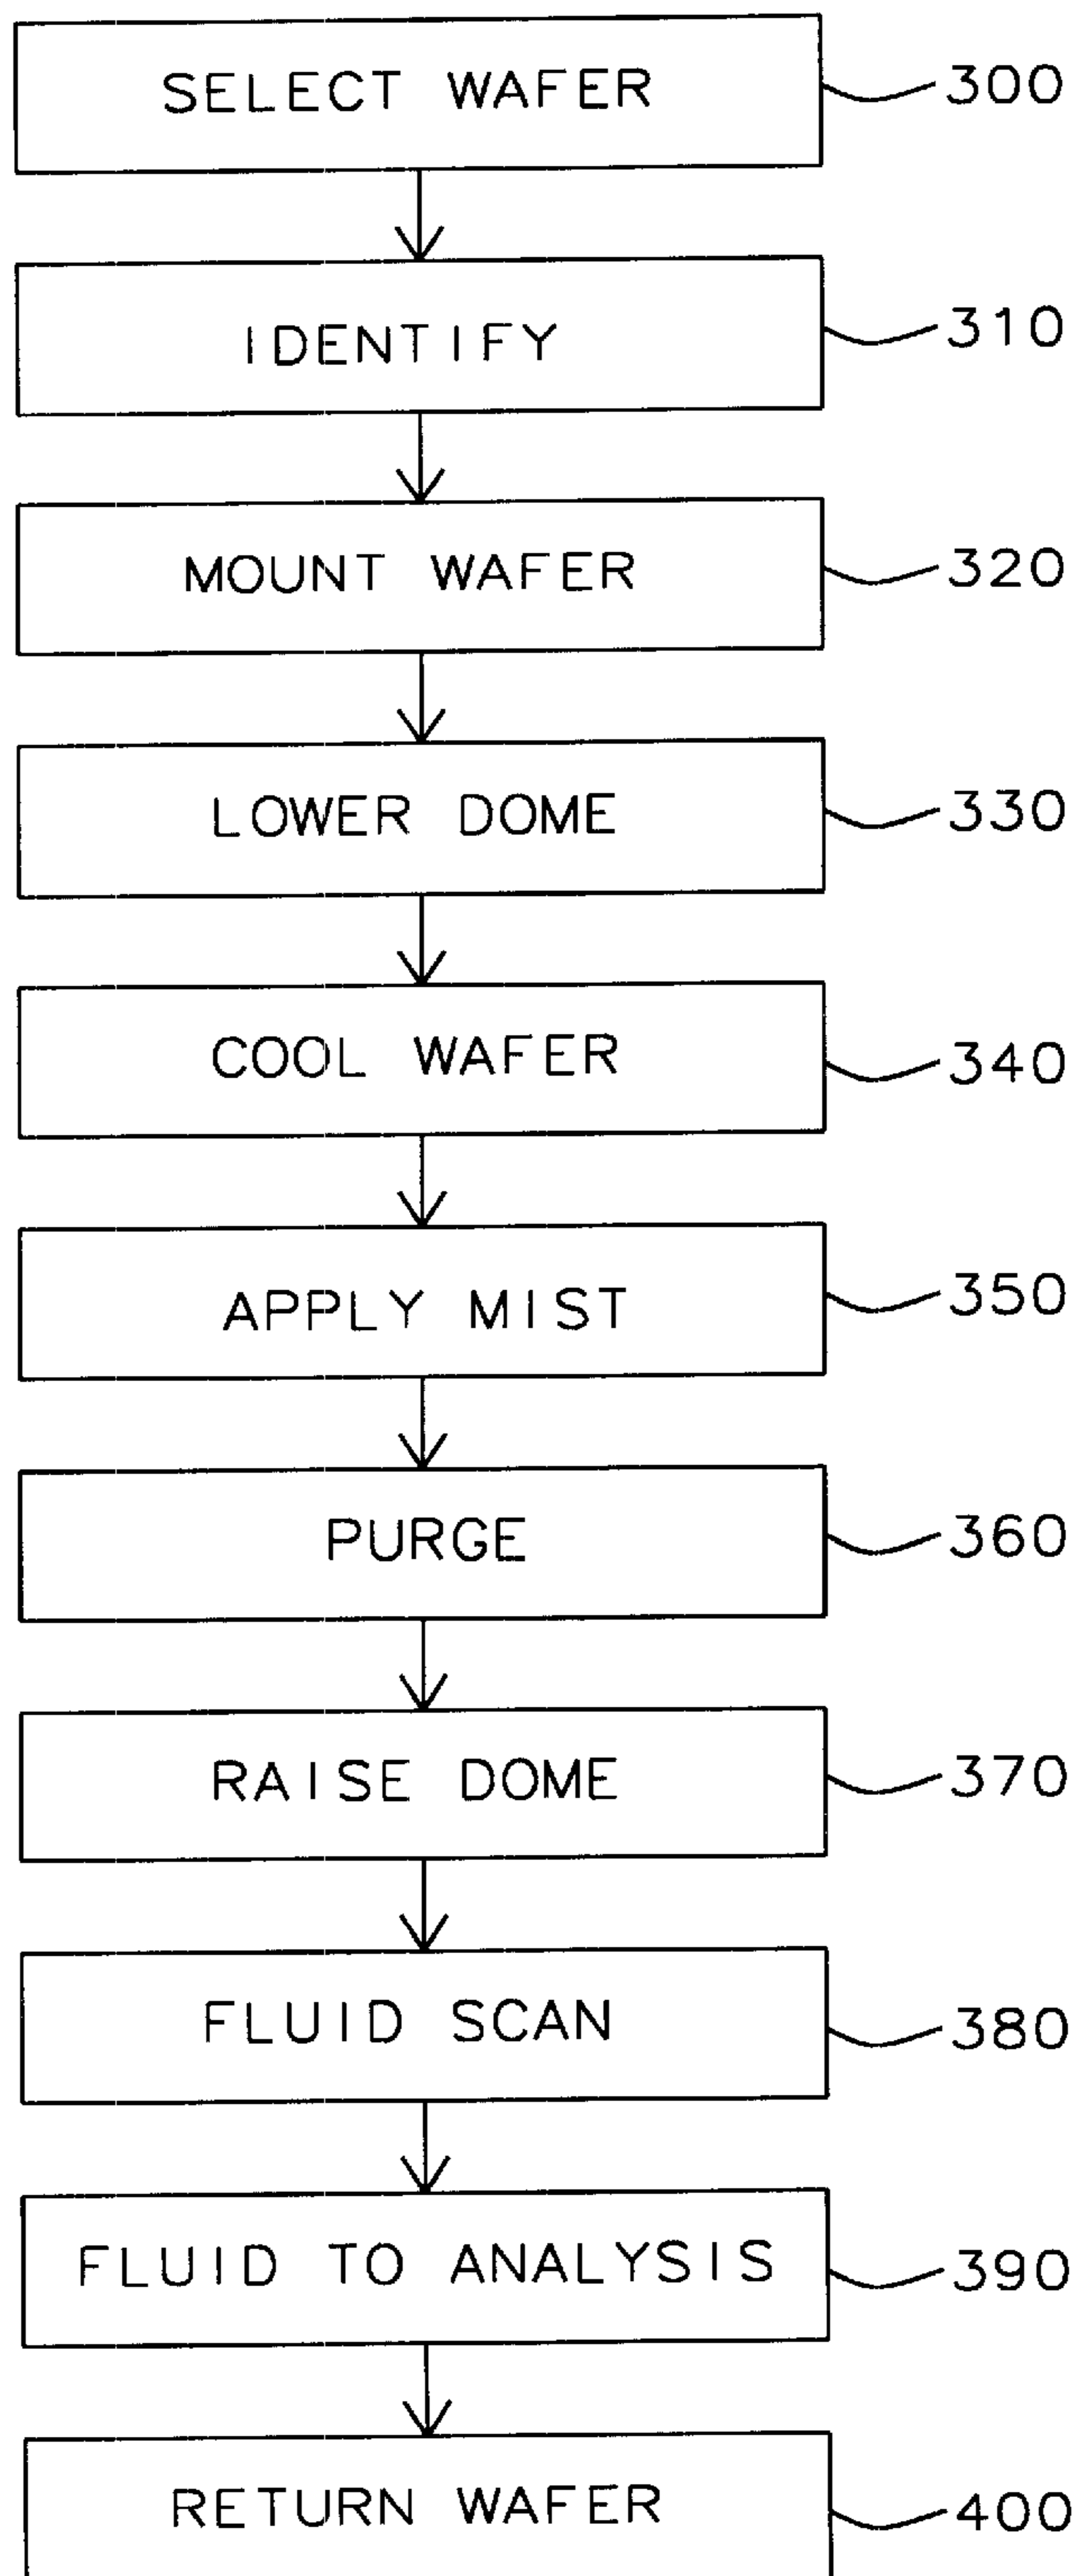 SELECT WAFER 300
IDENTIFY 310
MOUNT WAFER 320
LOWER DOME 330
COOL WAFER 340
APPLY MIST 350
PURGE 360
RAISE DOME 370
FLUID SCAN 380
FLUID TO ANALYSIS 390
RETURN WAFER 400